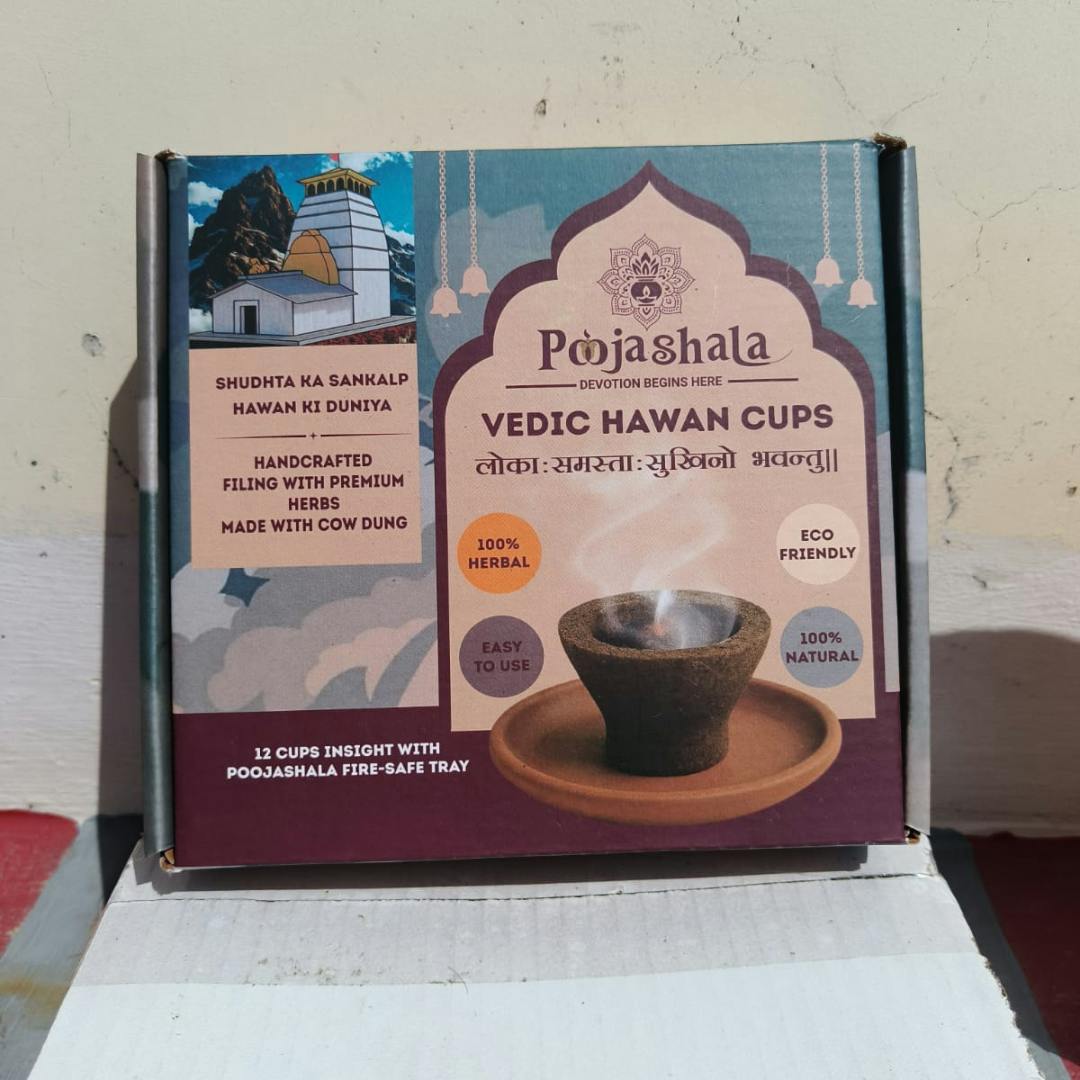 SHUDHTA KA SANKALP
HAWAN KI DUNIYA
HANDCRAFTED
FILING WITH PREMIUM
HERBS
MADE WITH COW DUNG
Poojashala
DEVOTION BEGINS HERE
VEDIC HAWAN CUPS
लोका:समस्ता:सुखिनो भवन्तु||
100%
HERBAL
ECO
FRIENDLY
EASY
TO USE
100%
NATURAL
12 CUPS INSIGHT WITH
POOJASHALA FIRE-SAFE TRAY